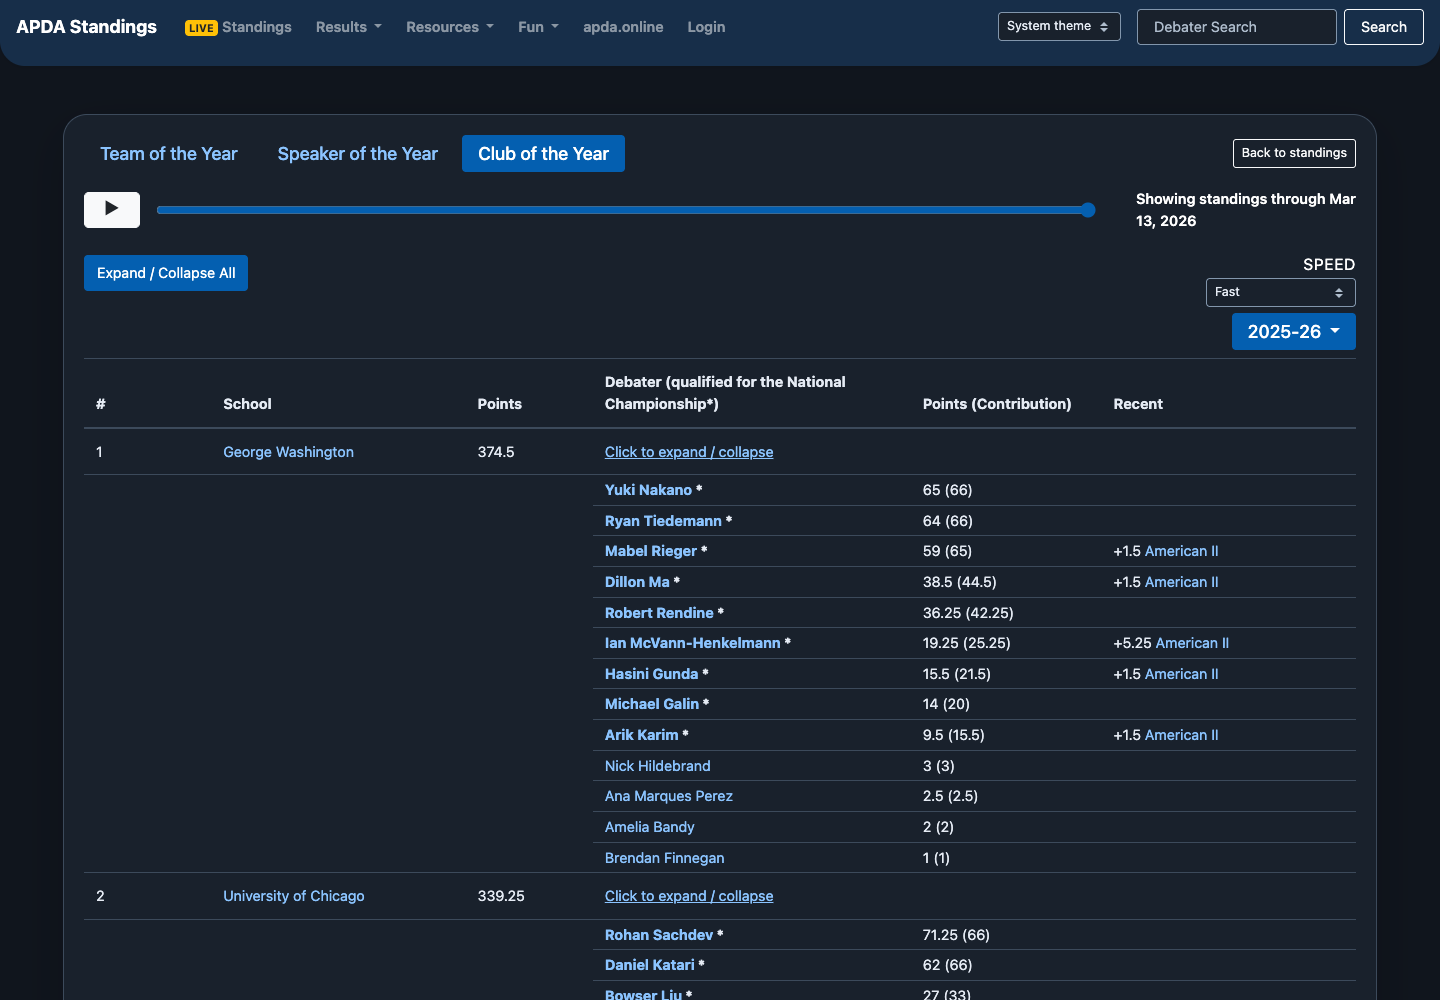 APDA Standings LIVE Standings Results Resources Fun apda.online Login System theme Debater Search Search
Team of the Year Speaker of the Year Club of the Year Back to standings
Showing standings through Mar
13, 2026
Expand / Collapse All
SPEED
Fast
2025-26
# School Points Debater (qualified for the National
Championship*) Points (Contribution) Recent
1 George Washington 374.5 Click to expand / collapse
Yuki Nakano * 65 (66)
Ryan Tiedemann * 64 (66)
Mabel Rieger * 59 (65) +1.5 American II
Dillon Ma * 38.5 (44.5) +1.5 American II
Robert Rendine * 36.25 (42.25)
Ian McVann-Henkelmann * 19.25 (25.25) +5.25 American II
Hasini Gunda * 15.5 (21.5) +1.5 American II
Michael Galin * 14 (20)
Arik Karim * 9.5 (15.5) +1.5 American II
Nick Hildebrand 3 (3)
Ana Marques Perez 2.5 (2.5)
Amelia Bandy 2 (2)
Brendan Finnegan 1 (1)
2 University of Chicago 339.25 Click to expand / collapse
Rohan Sachdev * 71.25 (66)
Daniel Katari * 62 (66)
Bowser Liu * 27 (33)